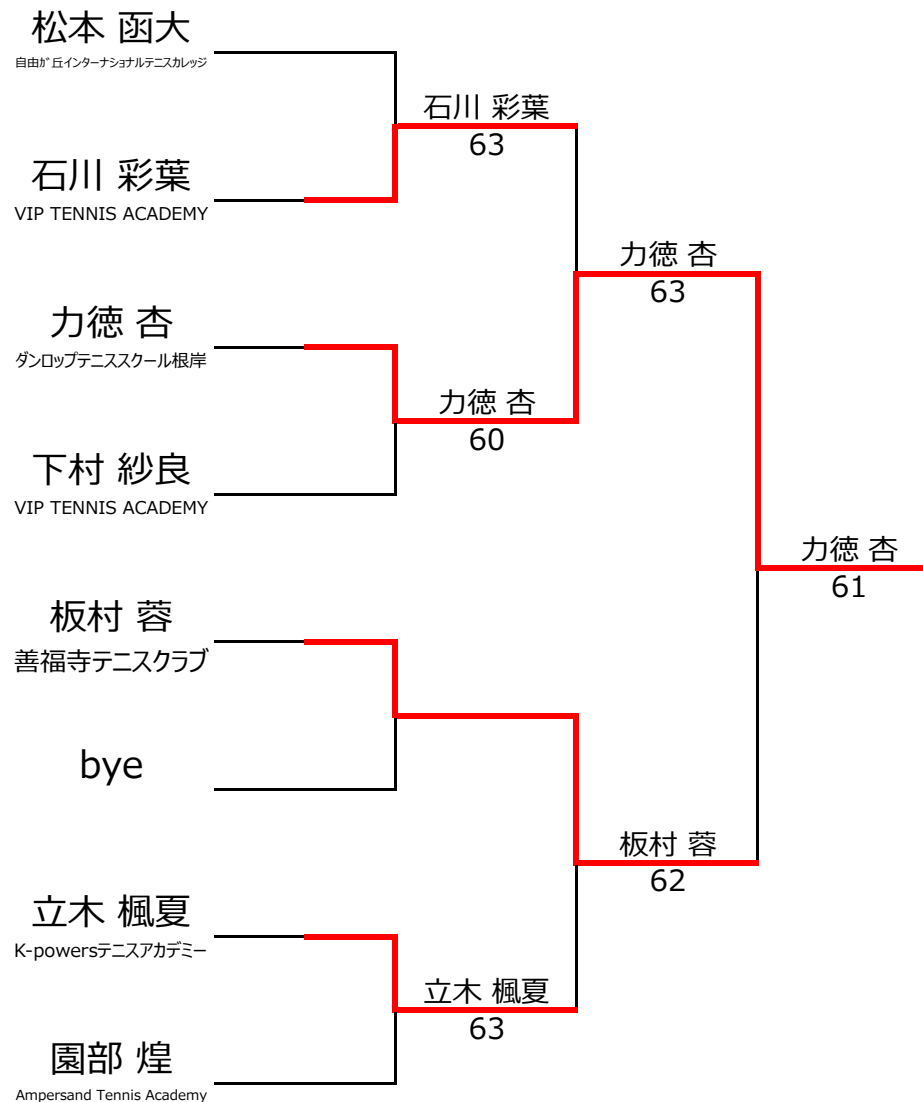 松本 函大
自由が丘インターナショナルテニスカレッジ
石川 彩葉
63
石川 彩葉
VIP TENNIS ACADEMY
力徳 杏
63
力徳 杏
ダンロップテニススクール根岸
力徳 杏
60
下村 紗良
VIP TENNIS ACADEMY
力徳 杏
61
板村 蓉
善福寺テニスクラブ
bye
板村 蓉
62
立木 楓夏
K-powersテニスアカデミー
立木 楓夏
63
園部 煌
Ampersand Tennis Academy